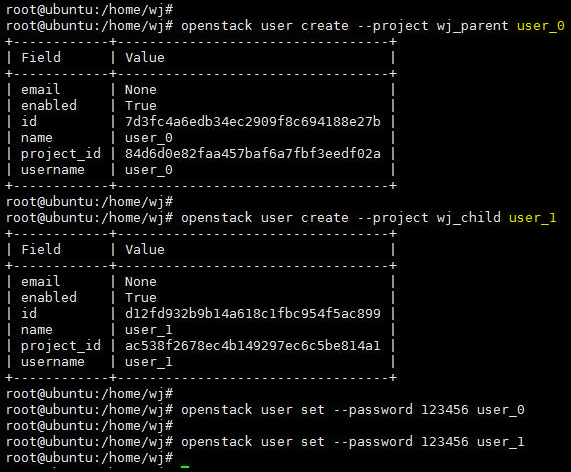 root@ubuntu:/home/wj#
root@ubuntu:/home/wj# openstack user create --project wj_parent user_0
+-----------+----------------------------------+
| Field     | Value                            |
+-----------+----------------------------------+
| email     | None                             |
| enabled   | True                             |
| id        | 7d3fc4a6edb34ec2909f8c694188e27b |
| name      | user_0                           |
| project_id | 84d6d0e82faa457baf6a7fbf3eedf02a |
| username  | user_0                           |
+-----------+----------------------------------+
root@ubuntu:/home/wj#
root@ubuntu:/home/wj# openstack user create --project wj_child user_1
+-----------+----------------------------------+
| Field     | Value                            |
+-----------+----------------------------------+
| email     | None                             |
| enabled   | True                             |
| id        | d12fd932b9b14a618c1fbc954f5ac899 |
| name      | user_1                           |
| project_id | ac538f2678ec4b149297ec6c5be814a1 |
| username  | user_1                           |
+-----------+----------------------------------+
root@ubuntu:/home/wj#
root@ubuntu:/home/wj# openstack user set --password 123456 user_0
root@ubuntu:/home/wj#
root@ubuntu:/home/wj# openstack user set --password 123456 user_1
root@ubuntu:/home/wj#
root@ubuntu:/home/wj#